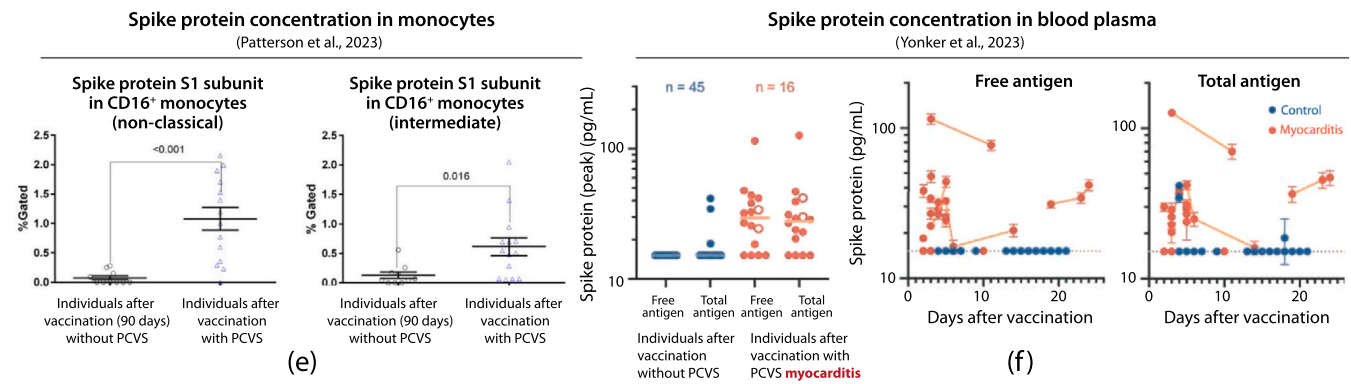 Spike protein concentration in monocytes
(Patterson et al., 2023)
Spike protein S1 subunit
in CD16⁺ monocytes
(non-classical)
2.5
2.0
1.5
1.0
0.5
0.0
%Gated
<0.001
Individuals after
vaccination (90 days)
without PCVS
Individuals after
vaccination
with PCVS
Spike protein S1 subunit
in CD16⁺ monocytes
(intermediate)
2.5
2.0
1.5
1.0
0.5
0.0
% Gated
0.016
Individuals after
vaccination (90 days)
without PCVS
Individuals after
vaccination
with PCVS
(e)
Spike protein concentration in blood plasma
(Yonker et al., 2023)
Spike protein (peak) (pg/mL)
100
10
n = 45
n = 16
Free
antigen
Total
antigen
Free
antigen
Total
antigen
Individuals after
vaccination
without PCVS
Individuals after
vaccination with
PCVS myocarditis
Free antigen
Spike protein (pg/mL)
100
10
0
10
20
Days after vaccination
Total antigen
Control
Myocarditis
100
10
0
10
20
Days after vaccination
(f)